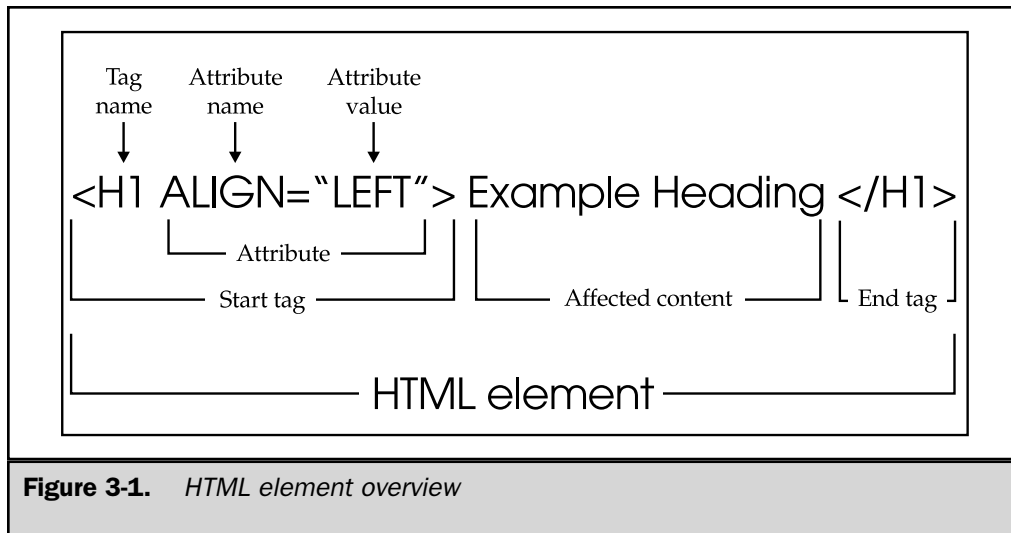 Tag name
Attribute name
Attribute value
<H1 ALIGN=“LEFT”> Example Heading </H1>
Attribute
Start tag
Affected content
End tag
HTML element
Figure 3-1. HTML element overview